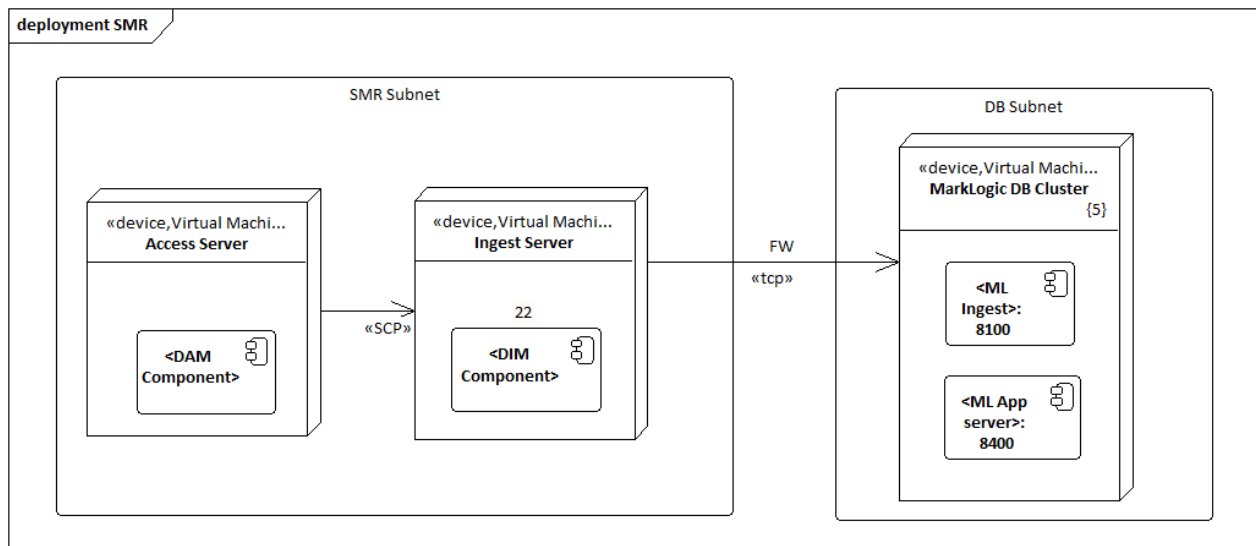 deployment SMR
SMR Subnet
«device,Virtual Machi...
Access Server
<DAM
Component>
«SCP»
«device,Virtual Machi...
Ingest Server
22
<DIM
Component>
FW
«tcp»
DB Subnet
«device,Virtual Machi...
MarkLogic DB Cluster
{5}
<ML
Ingest>:
8100
<ML App
server>:
8400